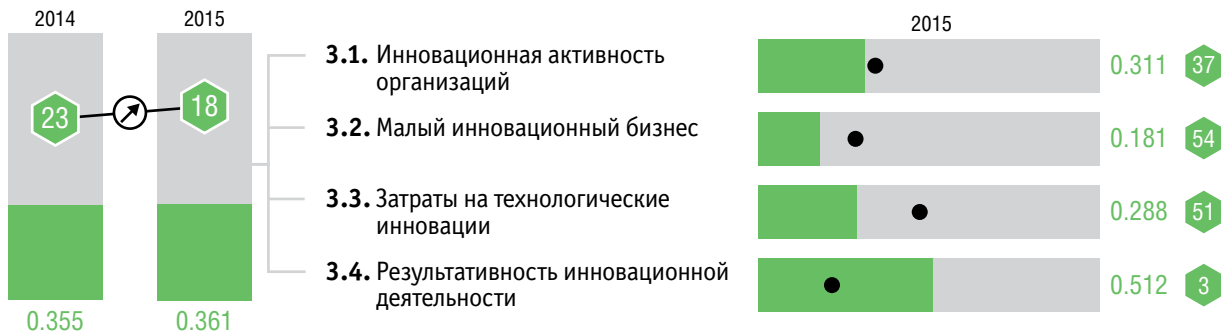 2014
2015
23
18
0.355
0.361
3.1. Инновационная активность
организаций
3.2. Малый инновационный бизнес
3.3. Затраты на технологические
инновации
3.4. Результативность инновационной
деятельности
2015
0.311 37
0.181 54
0.288 51
0.512 3